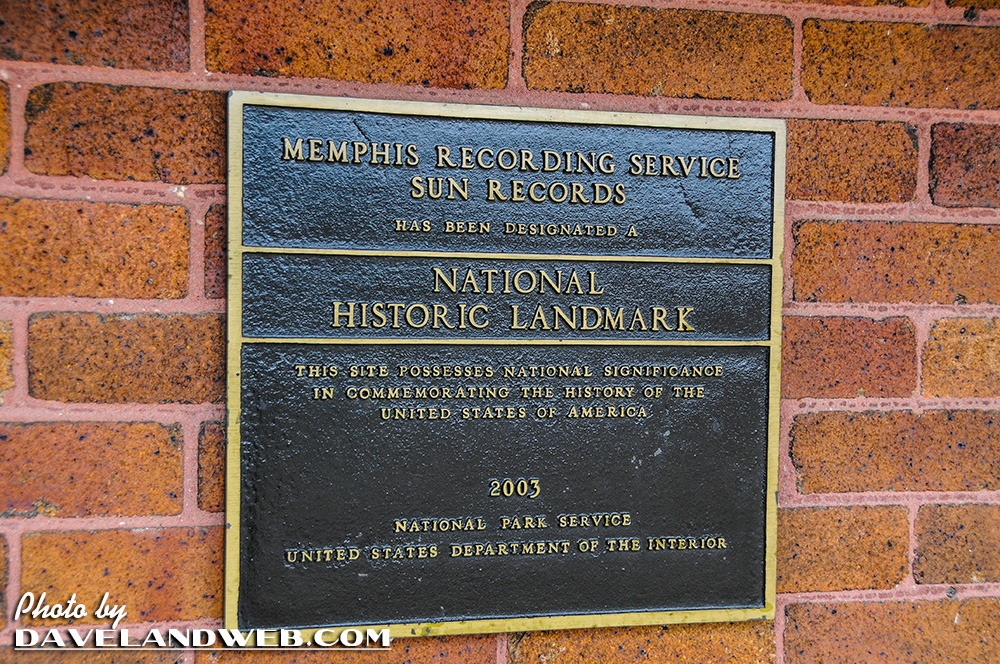 MEMPHIS RECORDING SERVICE
SUN RECORDS
HAS BEEN DESIGNATED A
NATIONAL
HISTORIC LANDMARK
THIS SITE POSSESSES NATIONAL SIGNIFICANCE
IN COMMEMORATING THE HISTORY OF THE
UNITED STATES OF AMERICA
2003
NATIONAL PARK SERVICE
UNITED STATES DEPARTMENT OF THE INTERIOR
Photo by
DAVELANDWEB.COM